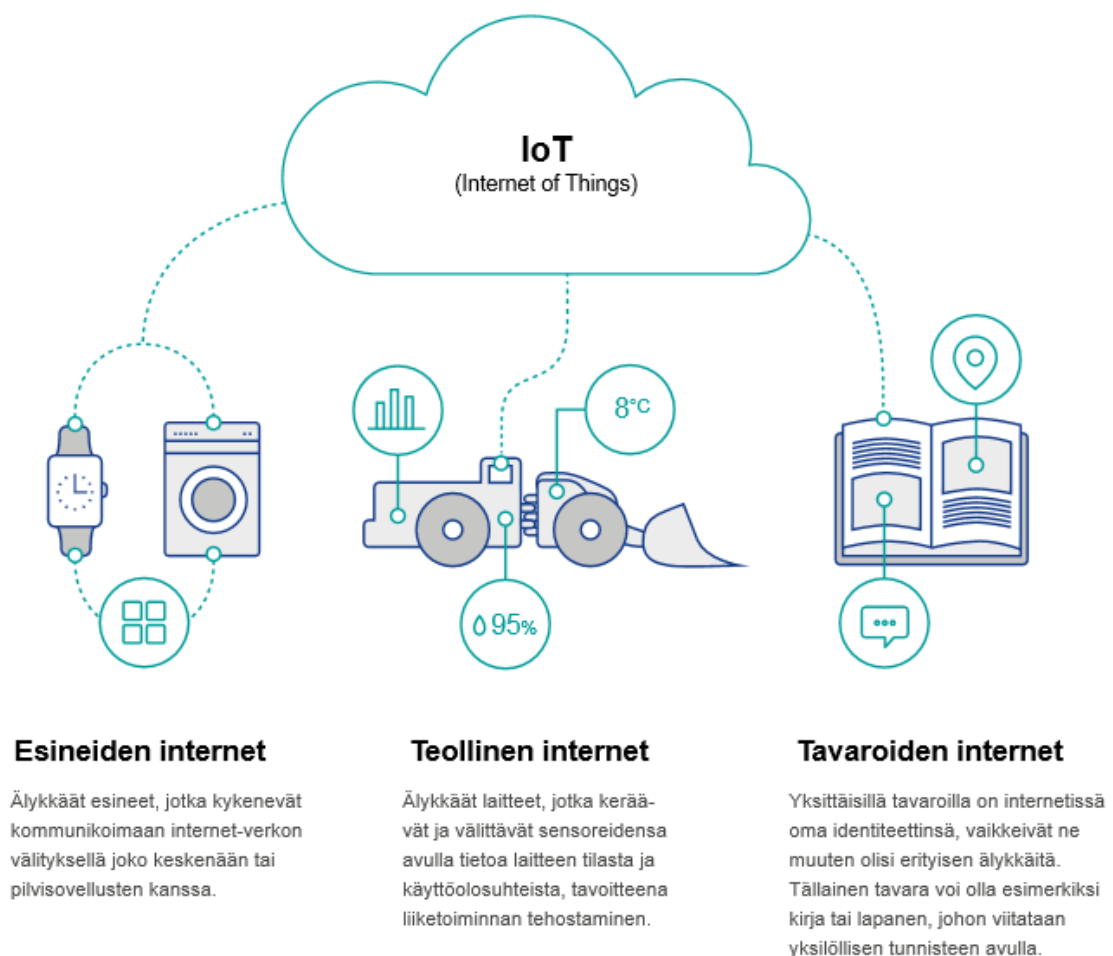 IoT
(Internet of Things)
8°C
95%
Esineiden internet
Älykkäät esineet, jotka kykenevät
kommunikoimaan internet-verkon
välityksellä joko keskenään tai
pilvisovellusten kanssa.
Teollinen internet
Älykkäät laitteet, jotka kerää-
vät ja välittävät sensoreidensa
avulla tietoa laitteen tilasta ja
käyttöolosuhteista, tavoitteena
liiketoiminnan tehostaminen.
Tavaroiden internet
Yksittäisillä tavaroilla on internetissä
oma identiteettinsä, vaikkeivät ne
muuten olisi erityisen älykkäitä.
Tällainen tavara voi olla esimerkiksi
kirja tai lapanen, johon viitataan
yksilöllisen tunnisteen avulla.